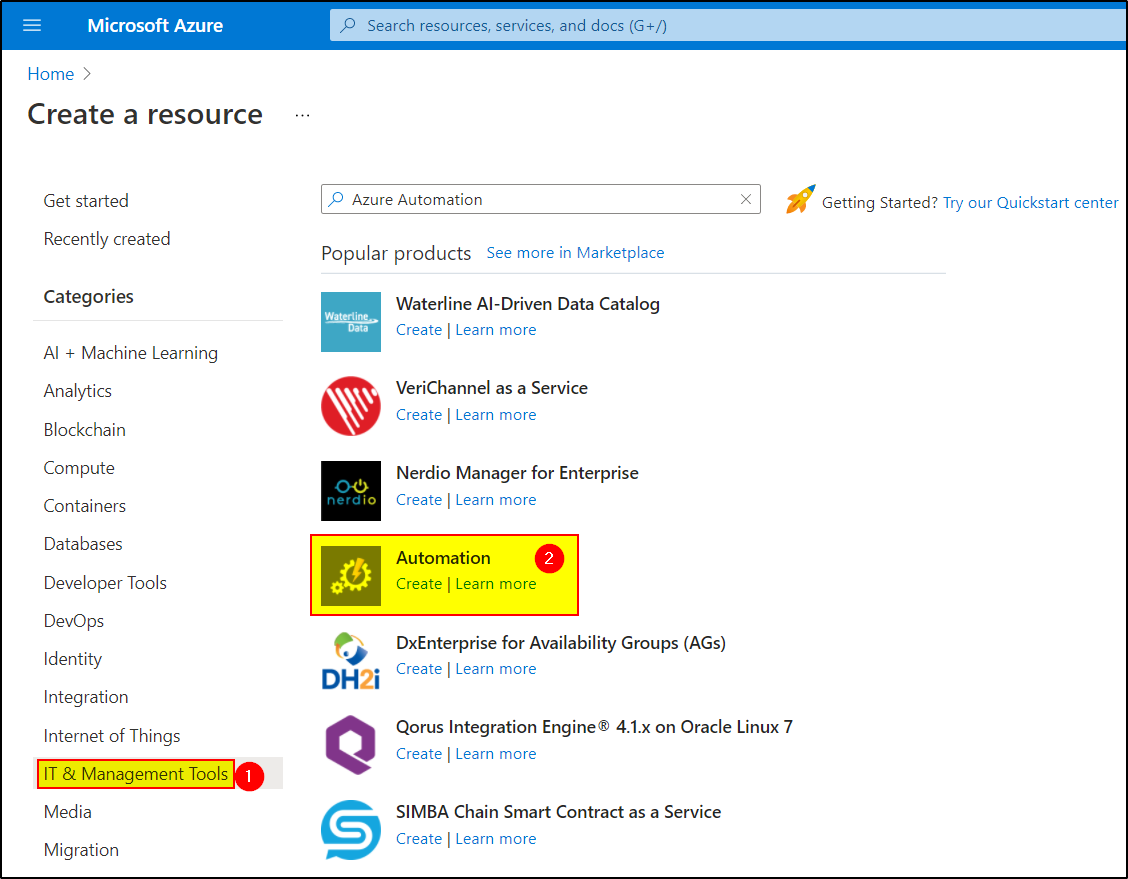 Microsoft Azure
Search resources, services, and docs (G+/)
Home
Create a resource ...
Get started
Recently created
Categories
AI + Machine Learning
Analytics
Blockchain
Compute
Containers
Databases
Developer Tools
DevOps
Identity
Integration
Internet of Things
IT & Management Tools 1
Media
Migration
Azure Automation
Getting Started? Try our Quickstart center
Popular products See more in Marketplace
Waterline Data
Waterline AI-Driven Data Catalog
Create | Learn more
VeriChannel as a Service
Create | Learn more
nerdio
Nerdio Manager for Enterprise
Create | Learn more
Automation 2
Create | Learn more
DH2i
DxEnterprise for Availability Groups (AGs)
Create | Learn more
Qorus Integration Engine® 4.1.x on Oracle Linux 7
Create | Learn more
SIMBA Chain Smart Contract as a Service
Create | Learn more